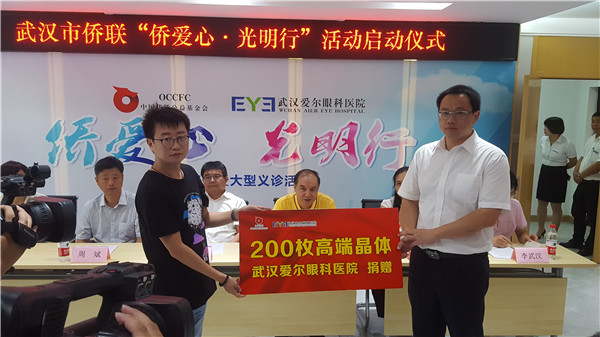 武汉市侨联“侨爱心·光明行”活动启动仪式
OCCFC
EYE 武汉爱尔眼科医院
WUHAN AIER EYE HOSPITAL
侨爱心 光明行
大型义诊活
200枚高端晶体
武汉爱尔眼科医院 捐赠
周 斌
李武汉